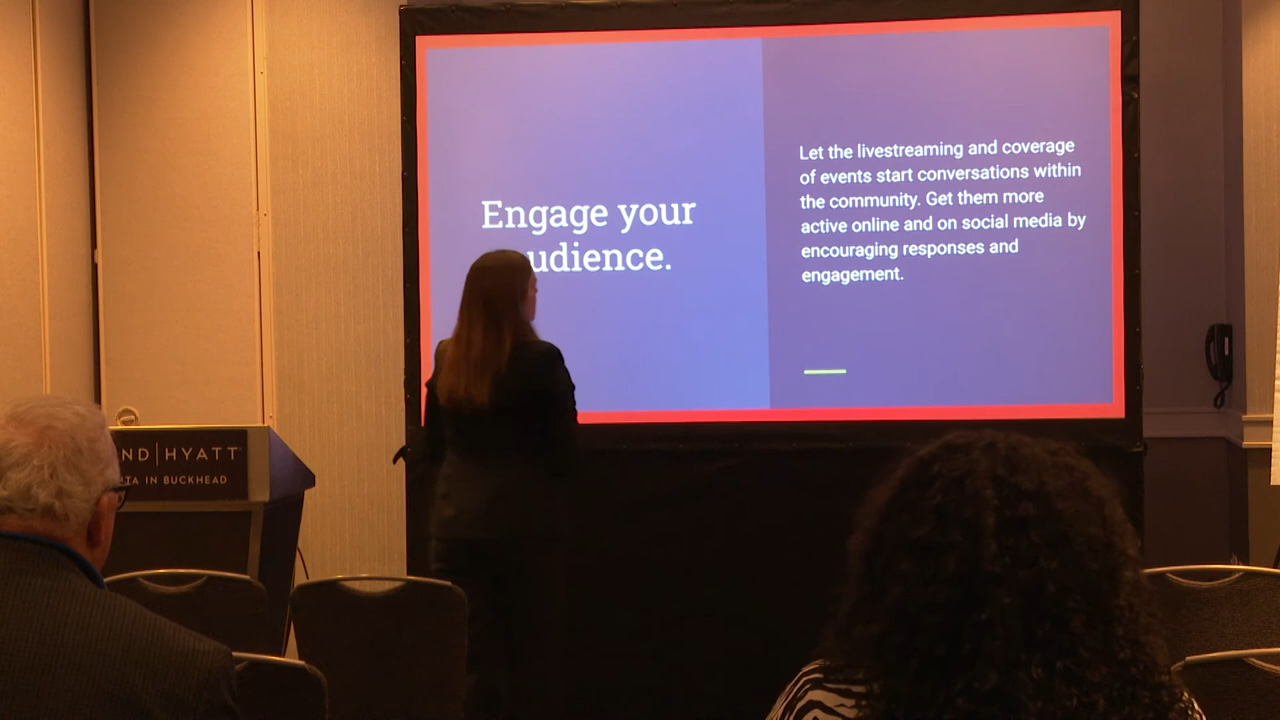 Engage your
udience.
Let the livestreaming and coverage
of events start conversations within
the community. Get them more
active online and on social media by
encouraging responses and
engagement.
ND | HYATT
TA IN BUCKHEAD